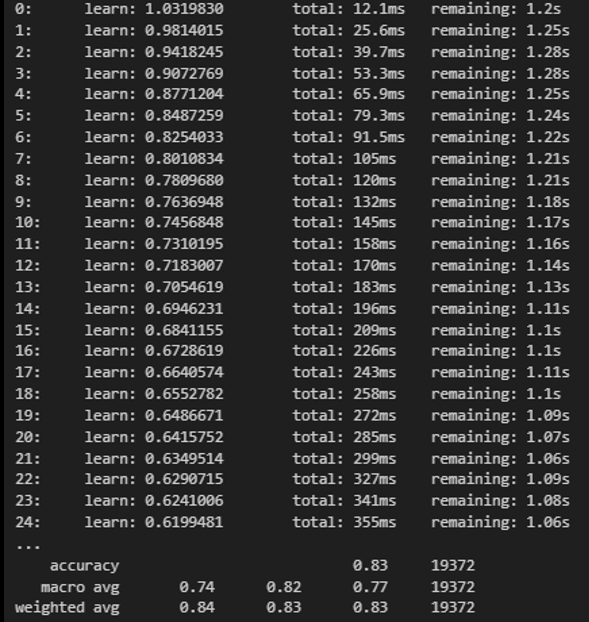 0: learn: 1.0319830 total: 12.1ms remaining: 1.2s
1: learn: 0.9814015 total: 25.6ms remaining: 1.25s
2: learn: 0.9418245 total: 39.7ms remaining: 1.28s
3: learn: 0.9072769 total: 53.3ms remaining: 1.28s
4: learn: 0.8771204 total: 65.9ms remaining: 1.25s
5: learn: 0.8487259 total: 79.3ms remaining: 1.24s
6: learn: 0.8254033 total: 91.5ms remaining: 1.22s
7: learn: 0.8010834 total: 105ms remaining: 1.21s
8: learn: 0.7809680 total: 120ms remaining: 1.21s
9: learn: 0.7636948 total: 132ms remaining: 1.18s
10: learn: 0.7456848 total: 145ms remaining: 1.17s
11: learn: 0.7310195 total: 158ms remaining: 1.16s
12: learn: 0.7183007 total: 170ms remaining: 1.14s
13: learn: 0.7054619 total: 183ms remaining: 1.13s
14: learn: 0.6946231 total: 196ms remaining: 1.11s
15: learn: 0.6841155 total: 209ms remaining: 1.1s
16: learn: 0.6728619 total: 226ms remaining: 1.1s
17: learn: 0.6640574 total: 243ms remaining: 1.11s
18: learn: 0.6552782 total: 258ms remaining: 1.1s
19: learn: 0.6486671 total: 272ms remaining: 1.09s
20: learn: 0.6415752 total: 285ms remaining: 1.07s
21: learn: 0.6349514 total: 299ms remaining: 1.06s
22: learn: 0.6290715 total: 327ms remaining: 1.09s
23: learn: 0.6241006 total: 341ms remaining: 1.08s
24: learn: 0.6199481 total: 355ms remaining: 1.06s
...
accuracy 0.83 19372
macro avg 0.74 0.82 0.77 19372
weighted avg 0.84 0.83 0.83 19372